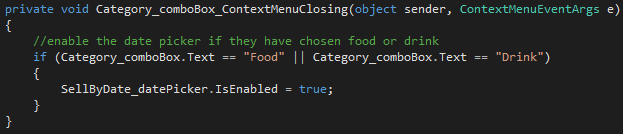 private void Category_comboBox_ContextMenuClosing(object sender, ContextMenuEventArgs e)
{
    //enable the date picker if they have chosen food or drink
    if (Category_comboBox.Text == "Food" || Category_comboBox.Text == "Drink")
    {
        SellByDate_datePicker.IsEnabled = true;
    }
}